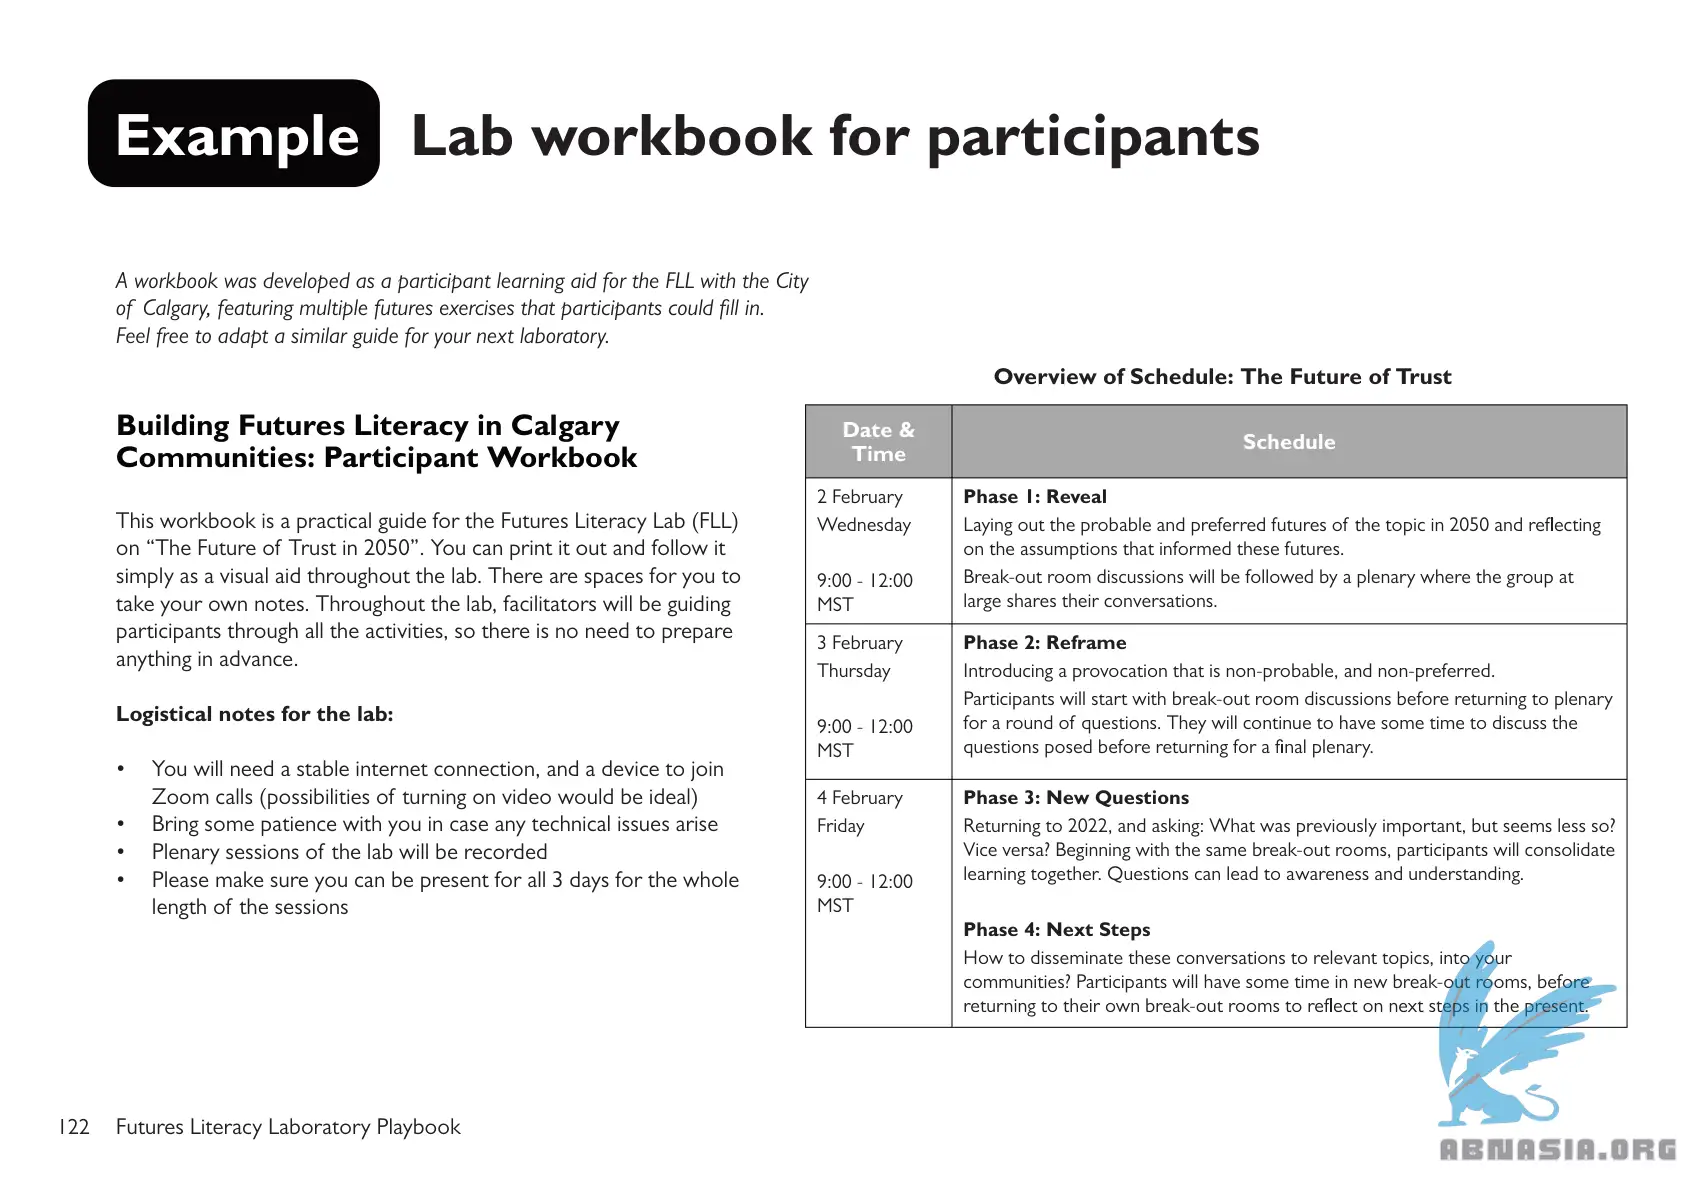 Example Lab workbook for participants
A workbook was developed as a participant learning aid for the FLL with the City
of Calgary, featuring multiple futures exercises that participants could fill in.
Feel free to adapt a similar guide for your next laboratory.
Building Futures Literacy in Calgary
Communities: Participant Workbook
This workbook is a practical guide for the Futures Literacy Lab (FLL)
on “The Future of Trust in 2050”. You can print it out and follow it
simply as a visual aid throughout the lab. There are spaces for you to
take your own notes. Throughout the lab, facilitators will be guiding
participants through all the activities, so there is no need to prepare
anything in advance.
Logistical notes for the lab:
• You will need a stable internet connection, and a device to join
Zoom calls (possibilities of turning on video would be ideal)
• Bring some patience with you in case any technical issues arise
• Plenary sessions of the lab will be recorded
• Please make sure you can be present for all 3 days for the whole
length of the sessions
Overview of Schedule: The Future of Trust
Date &
Time
Schedule
2 February
Wednesday
9:00 - 12:00
MST
Phase 1: Reveal
Laying out the probable and preferred futures of the topic in 2050 and reflecting
on the assumptions that informed these futures.
Break-out room discussions will be followed by a plenary where the group at
large shares their conversations.
3 February
Thursday
9:00 - 12:00
MST
Phase 2: Reframe
Introducing a provocation that is non-probable, and non-preferred.
Participants will start with break-out room discussions before returning to plenary
for a round of questions. They will continue to have some time to discuss the
questions posed before returning for a final plenary.
4 February
Friday
9:00 - 12:00
MST
Phase 3: New Questions
Returning to 2022, and asking: What was previously important, but seems less so?
Vice versa? Beginning with the same break-out rooms, participants will consolidate
learning together. Questions can lead to awareness and understanding.
Phase 4: Next Steps
How to disseminate these conversations to relevant topics, into your
communities? Participants will have some time in new break-out rooms, before
returning to their own break-out rooms to reflect on next steps in the present.
122 Futures Literacy Laboratory Playbook
ABNASIA.ORG